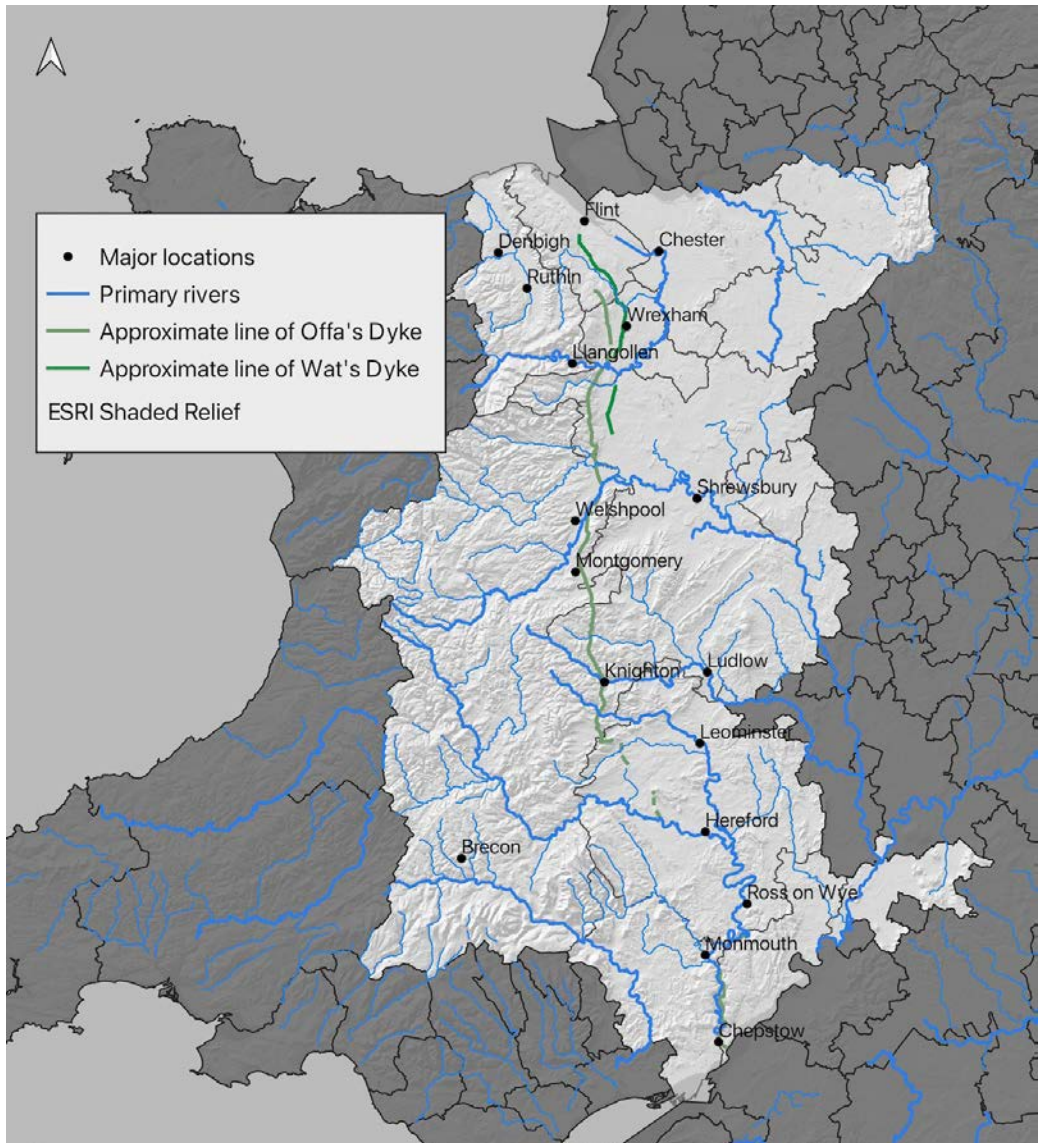 Flint
Denbigh
Chester
Major locations
Ruthin
Primary rivers
Wrexham
Approximate line of Offa's Dyke
Llangollen
Approximate line of Wat's Dyke
ESRI Shaded Relief
Shrewsbury
Welshpool
Montgomery
Knighton
Ludlow
Leominster
Hereford
Brecon
Ross on Wye
Monmouth
Chepstow